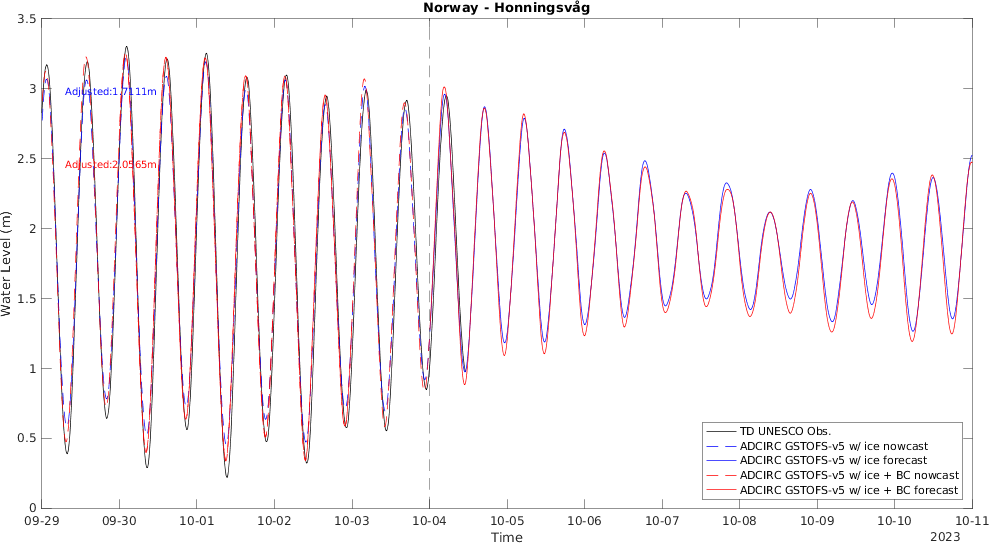 Norway - Honningsvåg
3.5
3
2.5
2
1.5
1
0.5
0
Water Level (m)
Adjusted:1.7111m
Adjusted:2.0565m
TD UNESCO Obs.
ADCIRC GSTOFS-v5 w/ ice nowcast
ADCIRC GSTOFS-v5 w/ ice forecast
ADCIRC GSTOFS-v5 w/ ice + BC nowcast
ADCIRC GSTOFS-v5 w/ ice + BC forecast
09-29 09-30 10-01 10-02 10-03 10-04 10-05 10-06 10-07 10-08 10-09 10-10 10-11
Time
2023